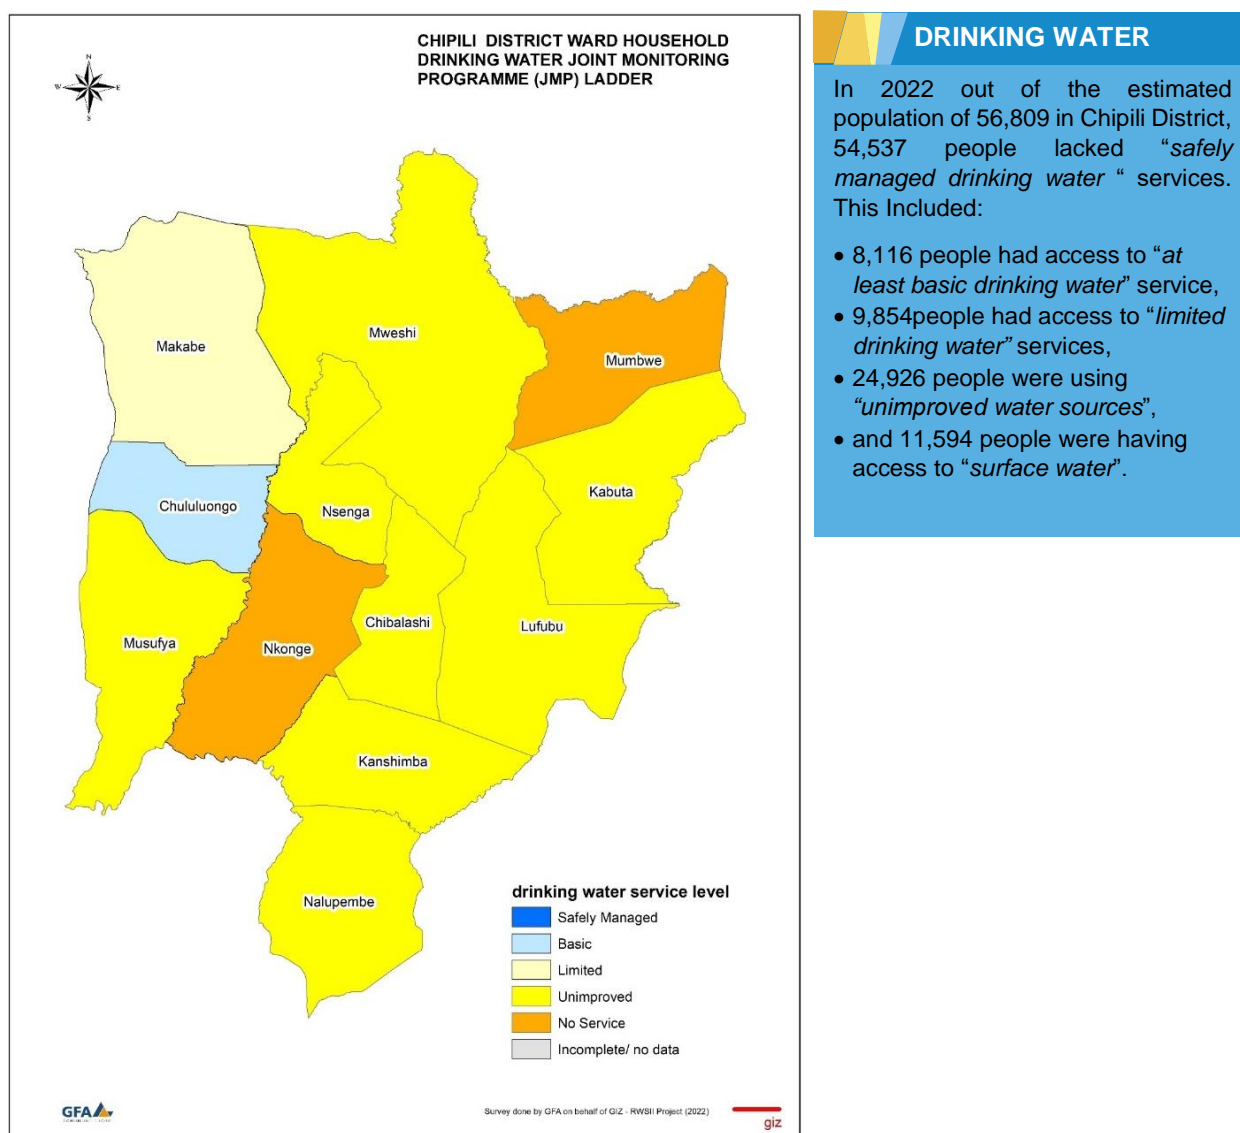 CHIPILI DISTRICT WARD HOUSEHOLD
DRINKING WATER JOINT MONITORING
PROGRAMME (JMP) LADDER
N
W
E
S
Makabe
Mweshi
Mumbwe
Chululuongo
Nsenga
Kabuta
Musufya
Nkonge
Chibalashi
Lufubu
Kanshimba
Nalupembe
drinking water service level
Safely Managed
Basic
Limited
Unimproved
No Service
Incomplete/ no data
GFA
Survey done by GFA on behalf of GIZ - RWSII Project (2022)
giz
DRINKING WATER
In 2022 out of the estimated
population of 56,809 in Chipili District,
54,537 people lacked “safely
managed drinking water “ services.
This Included:
• 8,116 people had access to “at
least basic drinking water” service,
• 9,854people had access to “limited
drinking water” services,
• 24,926 people were using
“unimproved water sources”,
• and 11,594 people were having
access to “surface water”.